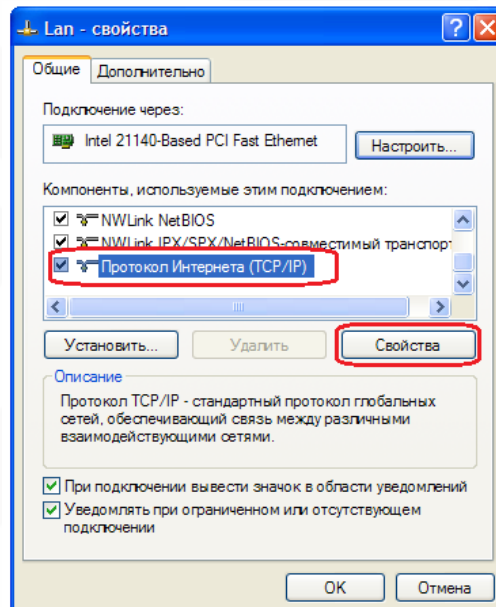 Lan - свойства
Общие Дополнительно
Подключение через:
Intel 21140-Based PCI Fast Ethernet Настроить...
Компоненты, используемые этим подключением:
NWLink NetBIOS
NWLink IPX/SPX/NetBIOS-совместимый транспорт
Протокол Интернета (TCP/IP)
Установить... Удалить Свойства
Описание
Протокол TCP/IP - стандартный протокол глобальных
сетей, обеспечивающий связь между различными
взаимодействующими сетями.
При подключении вывести значок в области уведомлений
Уведомлять при ограниченном или отсутствующем
подключении
OK Отмена